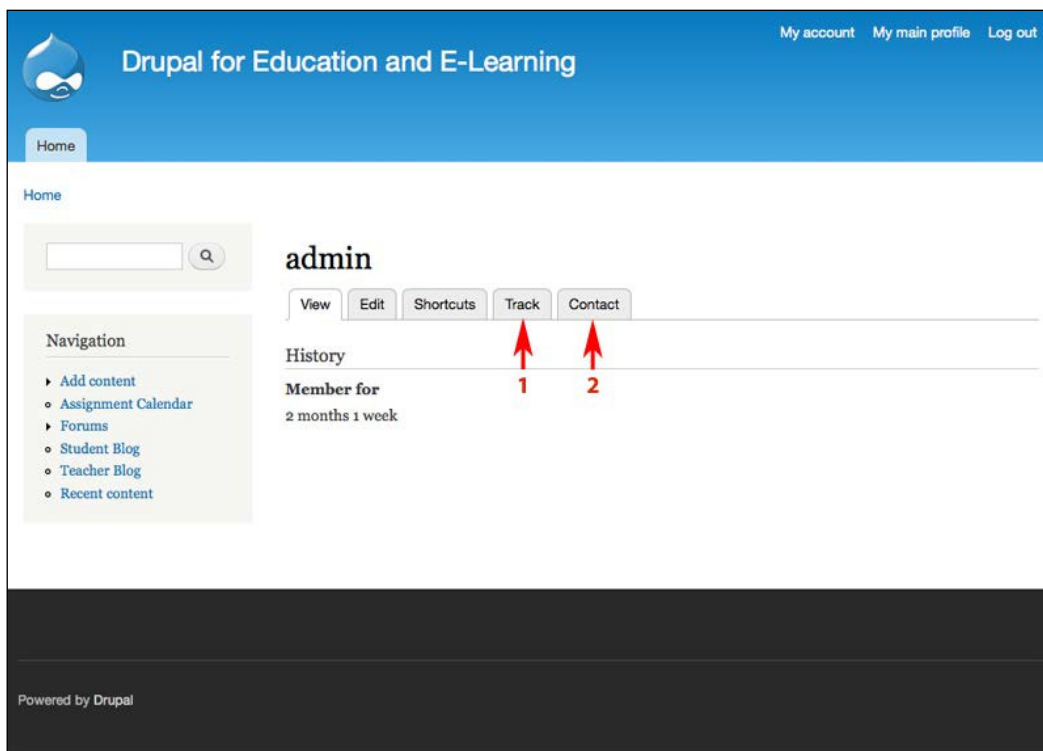 My account My main profile Log out
Drupal for Education and E-Learning
Home
Home
admin
View Edit Shortcuts Track Contact
Navigation
Add content
Assignment Calendar
Forums
Student Blog
Teacher Blog
Recent content
History
1 2
Member for
2 months 1 week
Powered by Drupal